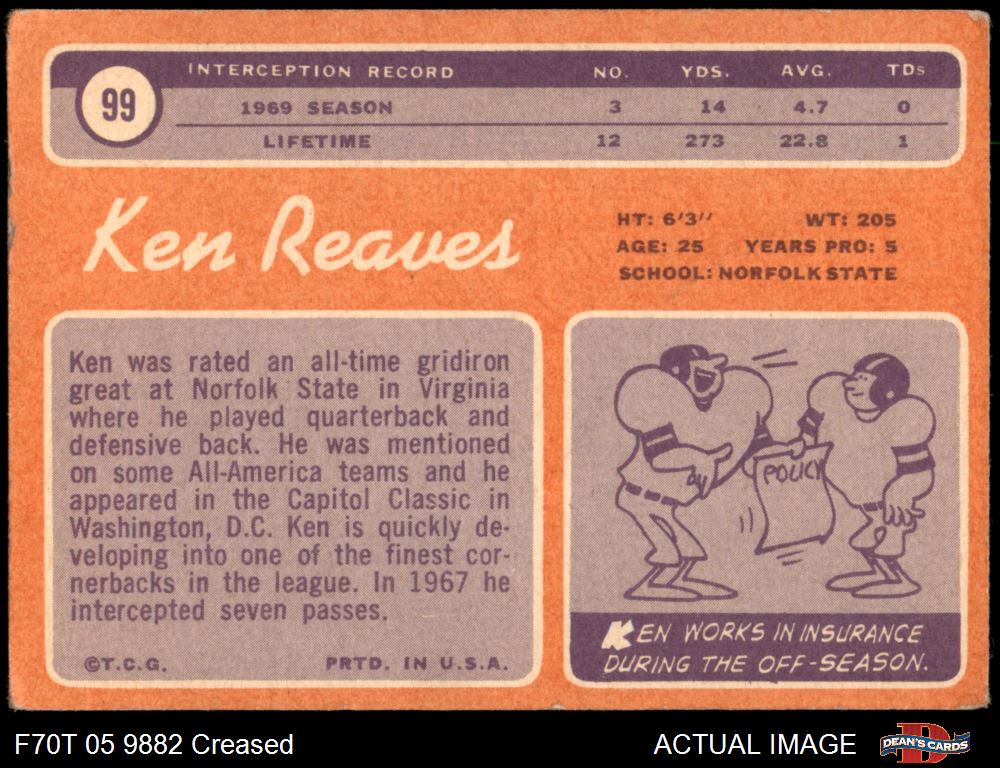 99
INTERCEPTION RECORD NO. YDS. AVG. TDs
1969 SEASON 3 14 4.7 0
LIFETIME 12 273 22.8 1
Ken Reaves
HT: 6'3" WT: 205
AGE: 25 YEARS PRO: 5
SCHOOL: NORFOLK STATE
Ken was rated an all-time gridiron
great at Norfolk State in Virginia
where he played quarterback and
defensive back. He was mentioned
on some All-America teams and he
appeared in the Capitol Classic in
Washington, D.C. Ken is quickly de-
veloping into one of the finest cor-
nerbacks in the league. In 1967 he
intercepted seven passes.
©T.C.G. PRTD. IN U.S.A.
POLICY
KEN WORKS IN INSURANCE
DURING THE OFF-SEASON.
F70T 05 9882 Creased
ACTUAL IMAGE
DEAN'S CARDS